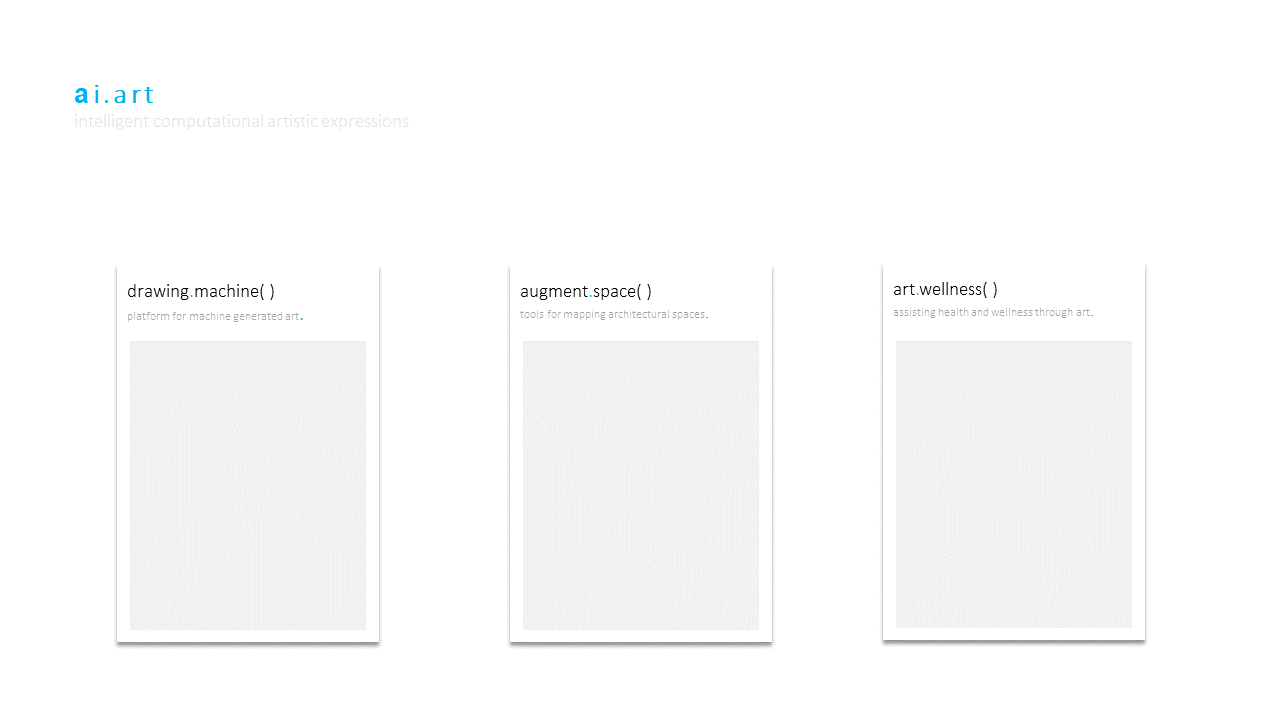 ai.art
intelligent computational artistic expressions
drawing.machine( )
platform for machine generated art.
augment.space( )
tools for mapping architectural spaces.
art.wellness( )
assisting health and wellness through art.